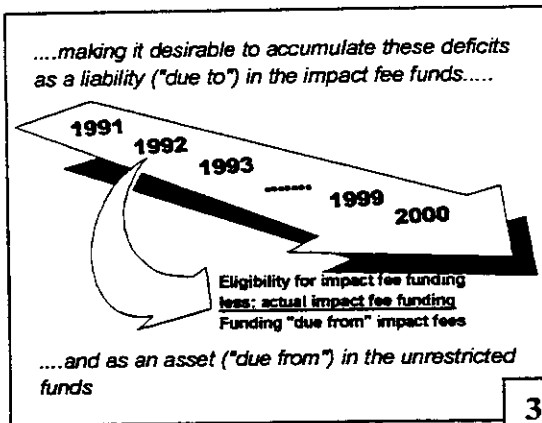 ....making it desirable to accumulate these deficits
as a liability ("due to") in the impact fee funds.....
1991
1992
1993
.......
1999
2000
Eligibility for impact fee funding
less: actual impact fee funding
Funding "due from" impact fees
....and as an asset ("due from") in the unrestricted
funds
3